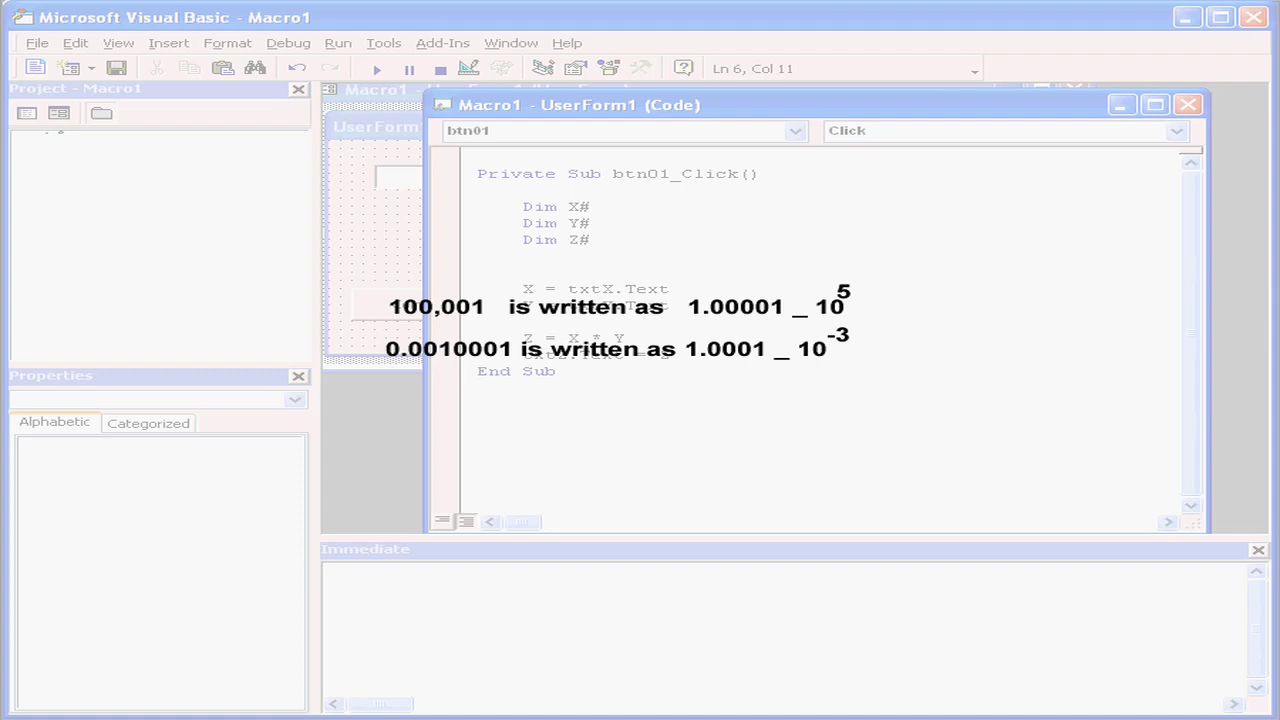 Microsoft Visual Basic - Macro1
File Edit View Insert Format Debug Run Tools Add-Ins Window Help
Ln 6, Col 11
Project - Macro1
Macro1 - UserForm1 (Code)
UserForm
btn01 Click
Private Sub btn01_Click()
Dim X#
Dim Y#
Dim Z#
X = txtX.Text
100,001 is written as 1.00001 _ 10 5
Z = X * Y
0.0010001 is written as 1.0001 _ 10 -3
End Sub
Properties
Alphabetic Categorized
Immediate